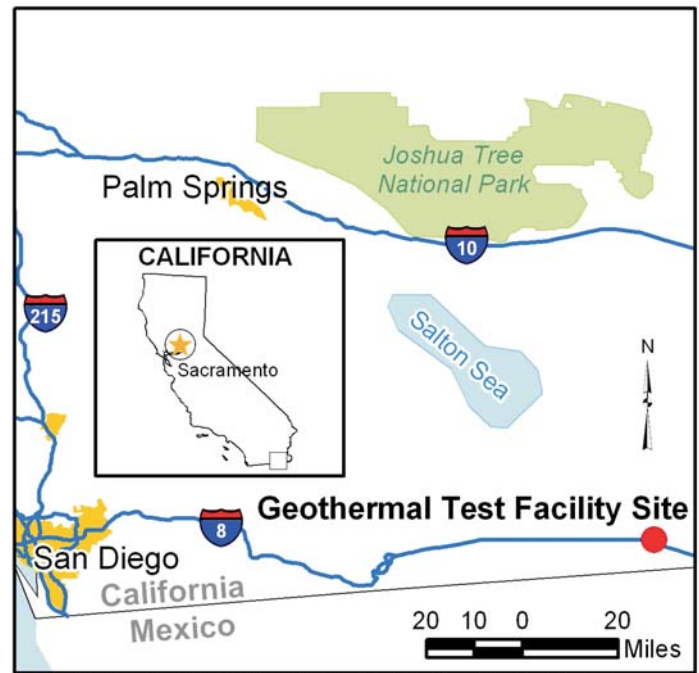 Joshua Tree
National Park
Palm Springs
10
CALIFORNIA
Sacramento
215
Salton Sea
N
Geothermal Test Facility Site
8
San Diego
California
Mexico
20 10 0 20
Miles